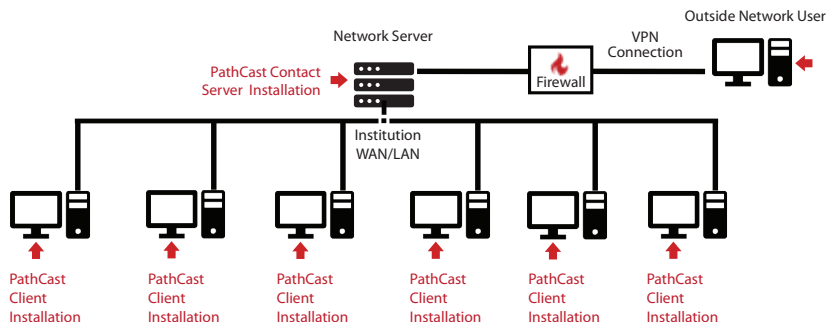 Outside Network User
Network Server
VPN
Connection
PathCast Contact
Server Installation
Firewall
Institution
WAN/LAN
PathCast
Client
Installation
PathCast
Client
Installation
PathCast
Client
Installation
PathCast
Client
Installation
PathCast
Client
Installation
PathCast
Client
Installation